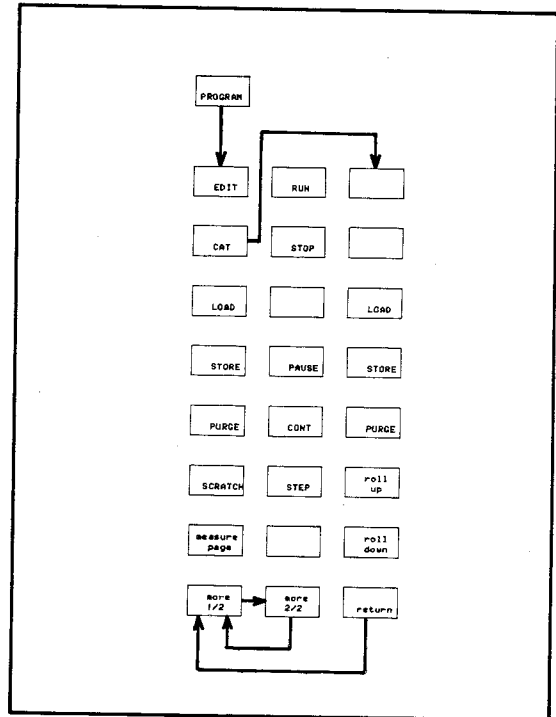 PROGRAM
EDIT
RUN
CAT
STOP
LOAD
LOAD
STORE
PAUSE
STORE
PURGE
CONT
PURGE
SCRATCH
STEP
roll
up
measure
page
roll
down
more
1/2
more
2/2
return